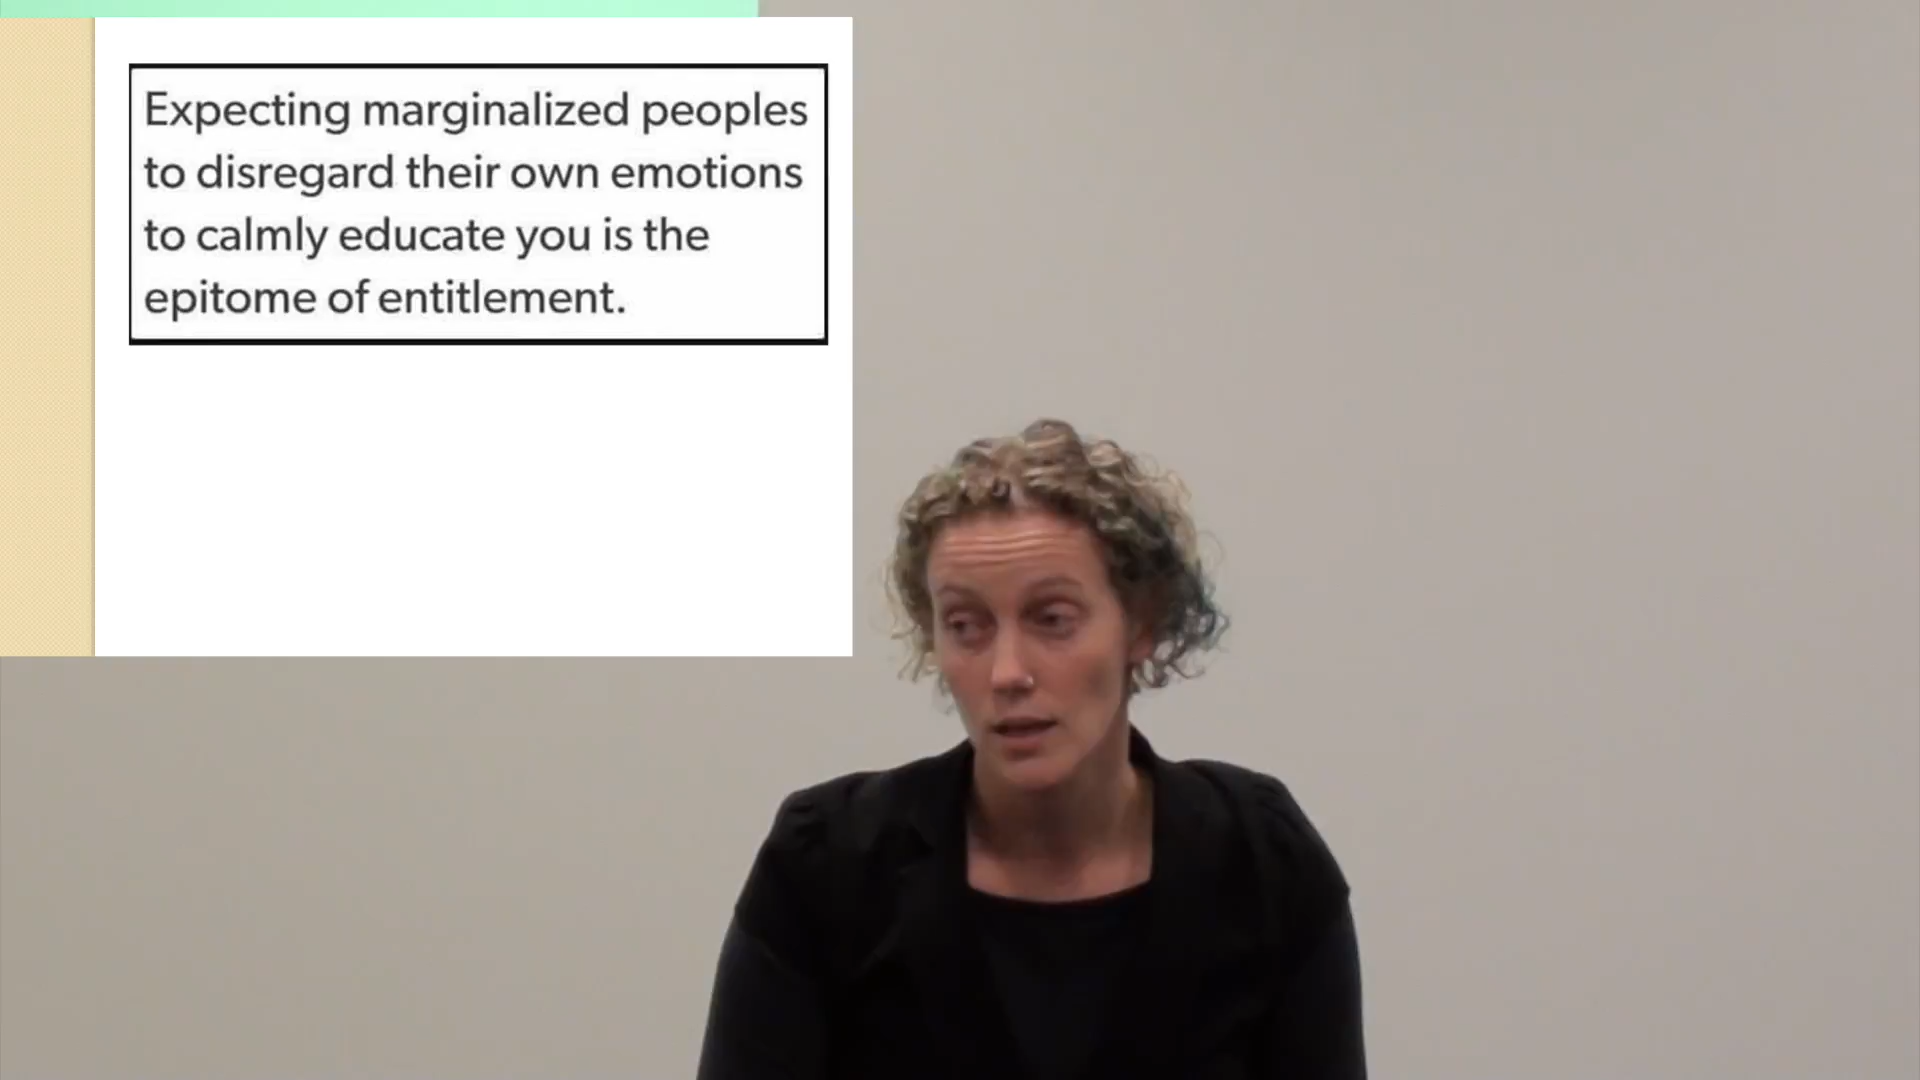 Expecting marginalized peoples
to disregard their own emotions
to calmly educate you is the
epitome of entitlement.